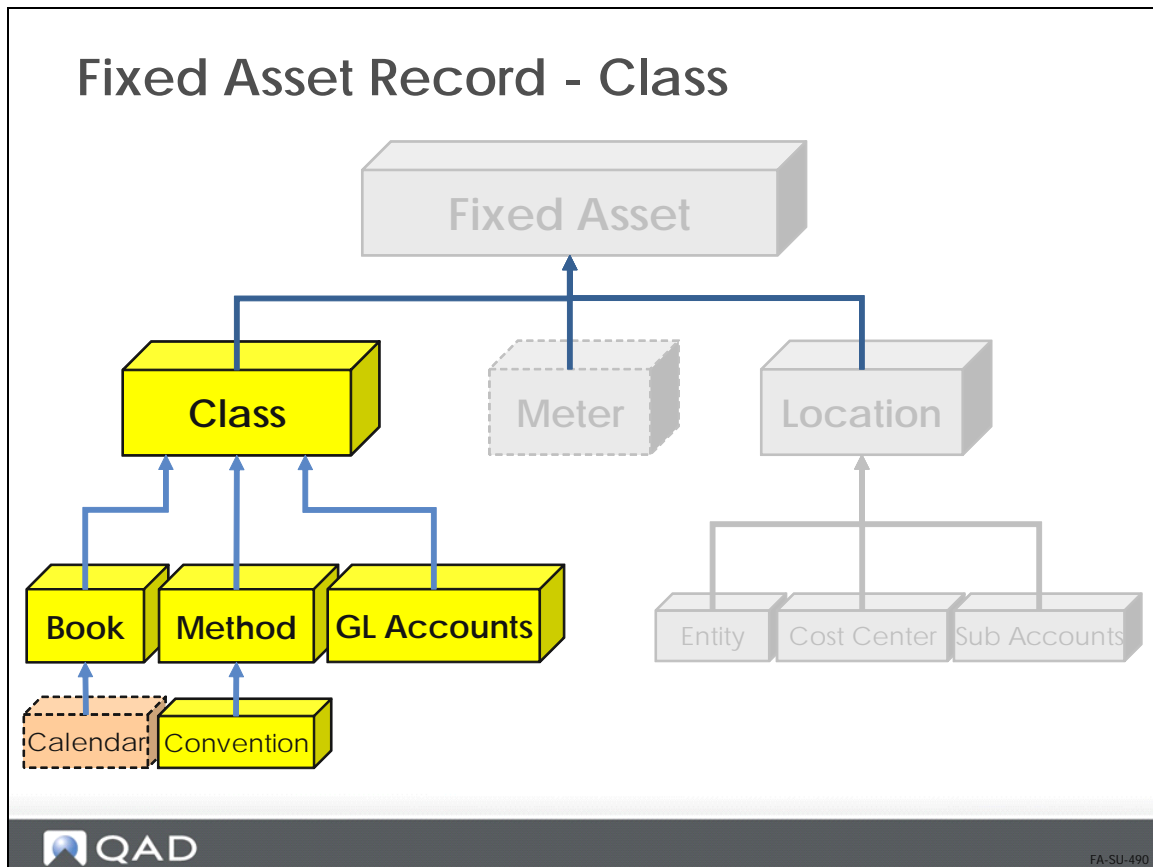 Fixed Asset Record - Class
Fixed Asset
Class
Meter
Location
Book
Method
GL Accounts
Entity
Cost Center
Sub Accounts
Calendar
Convention
QAD
FA-SU-490